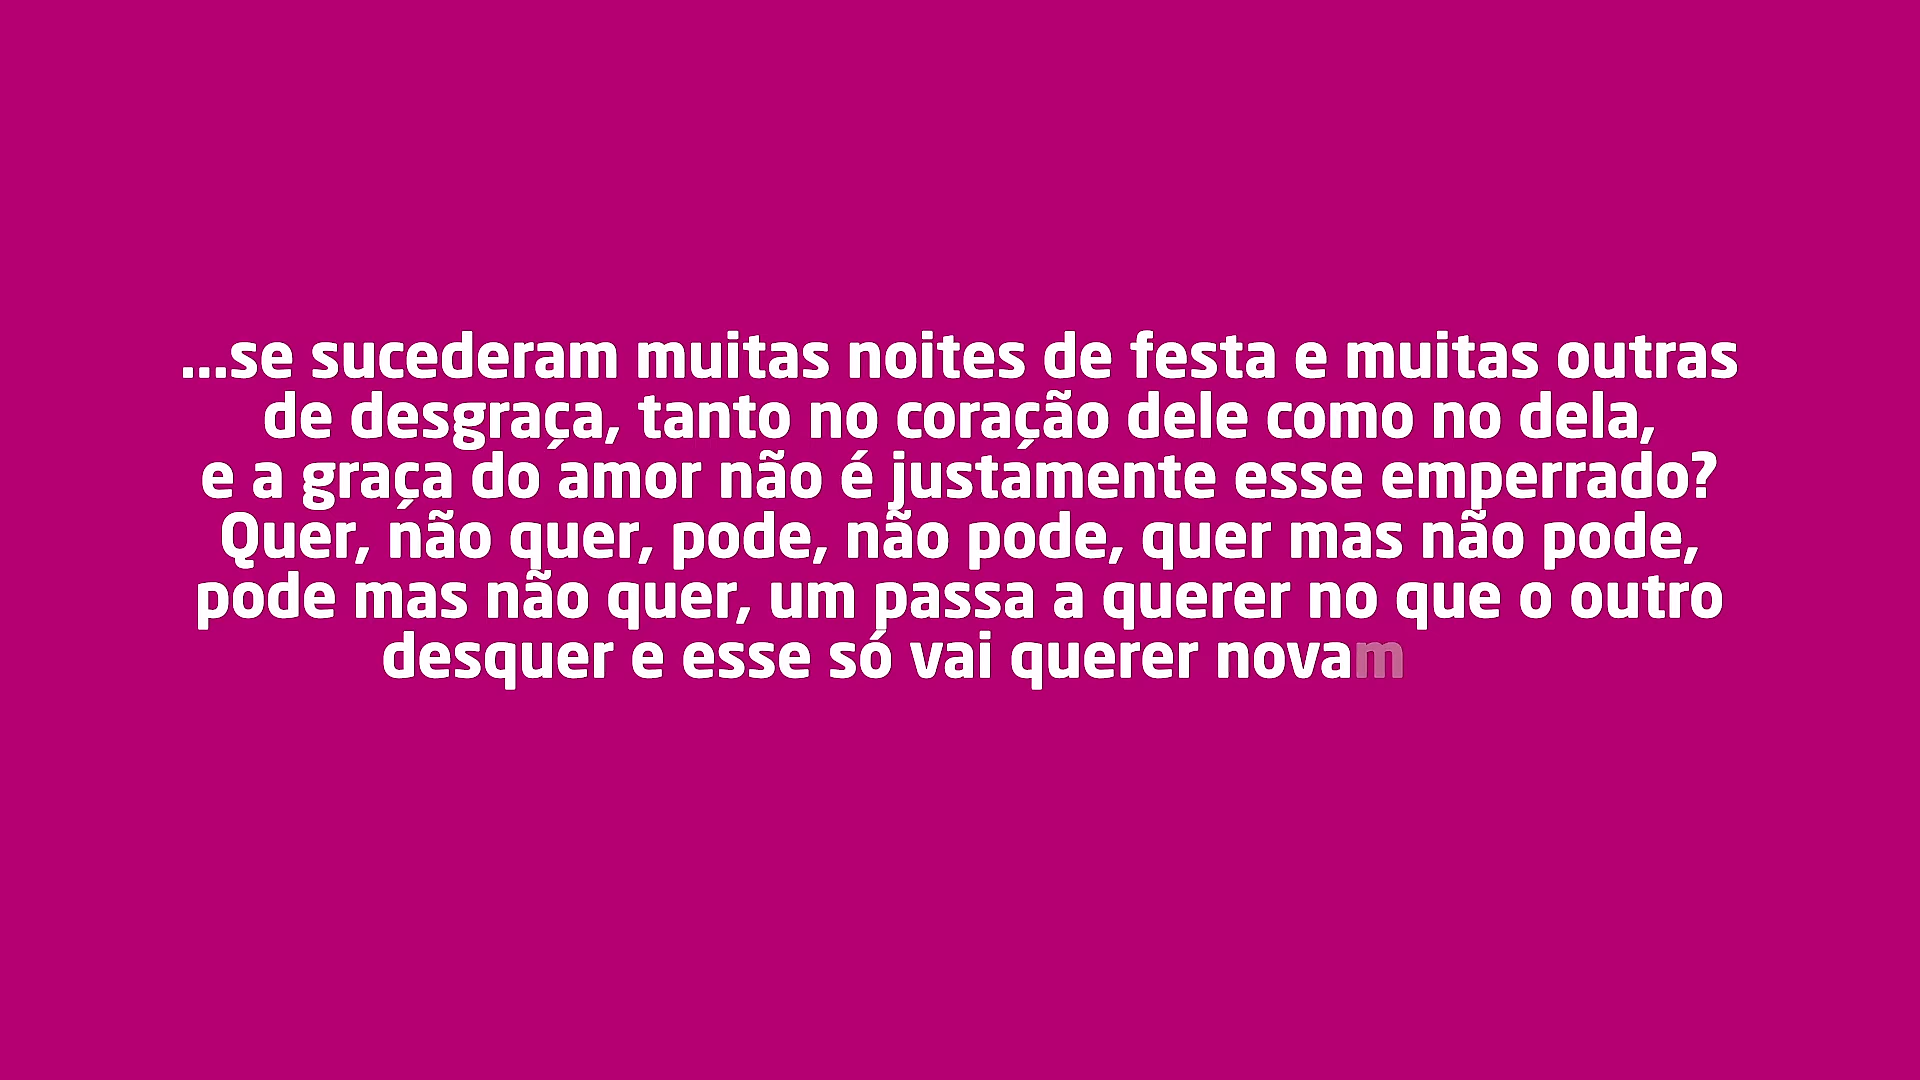 ...se sucederam muitas noites de festa e muitas outras
de desgraça, tanto no coração dele como no dela,
e a graça do amor não é justamente esse emperrado?
Quer, não quer, pode, não pode, quer mas não pode,
pode mas não quer, um passa a querer no que o outro
desquer e esse só vai querer novam